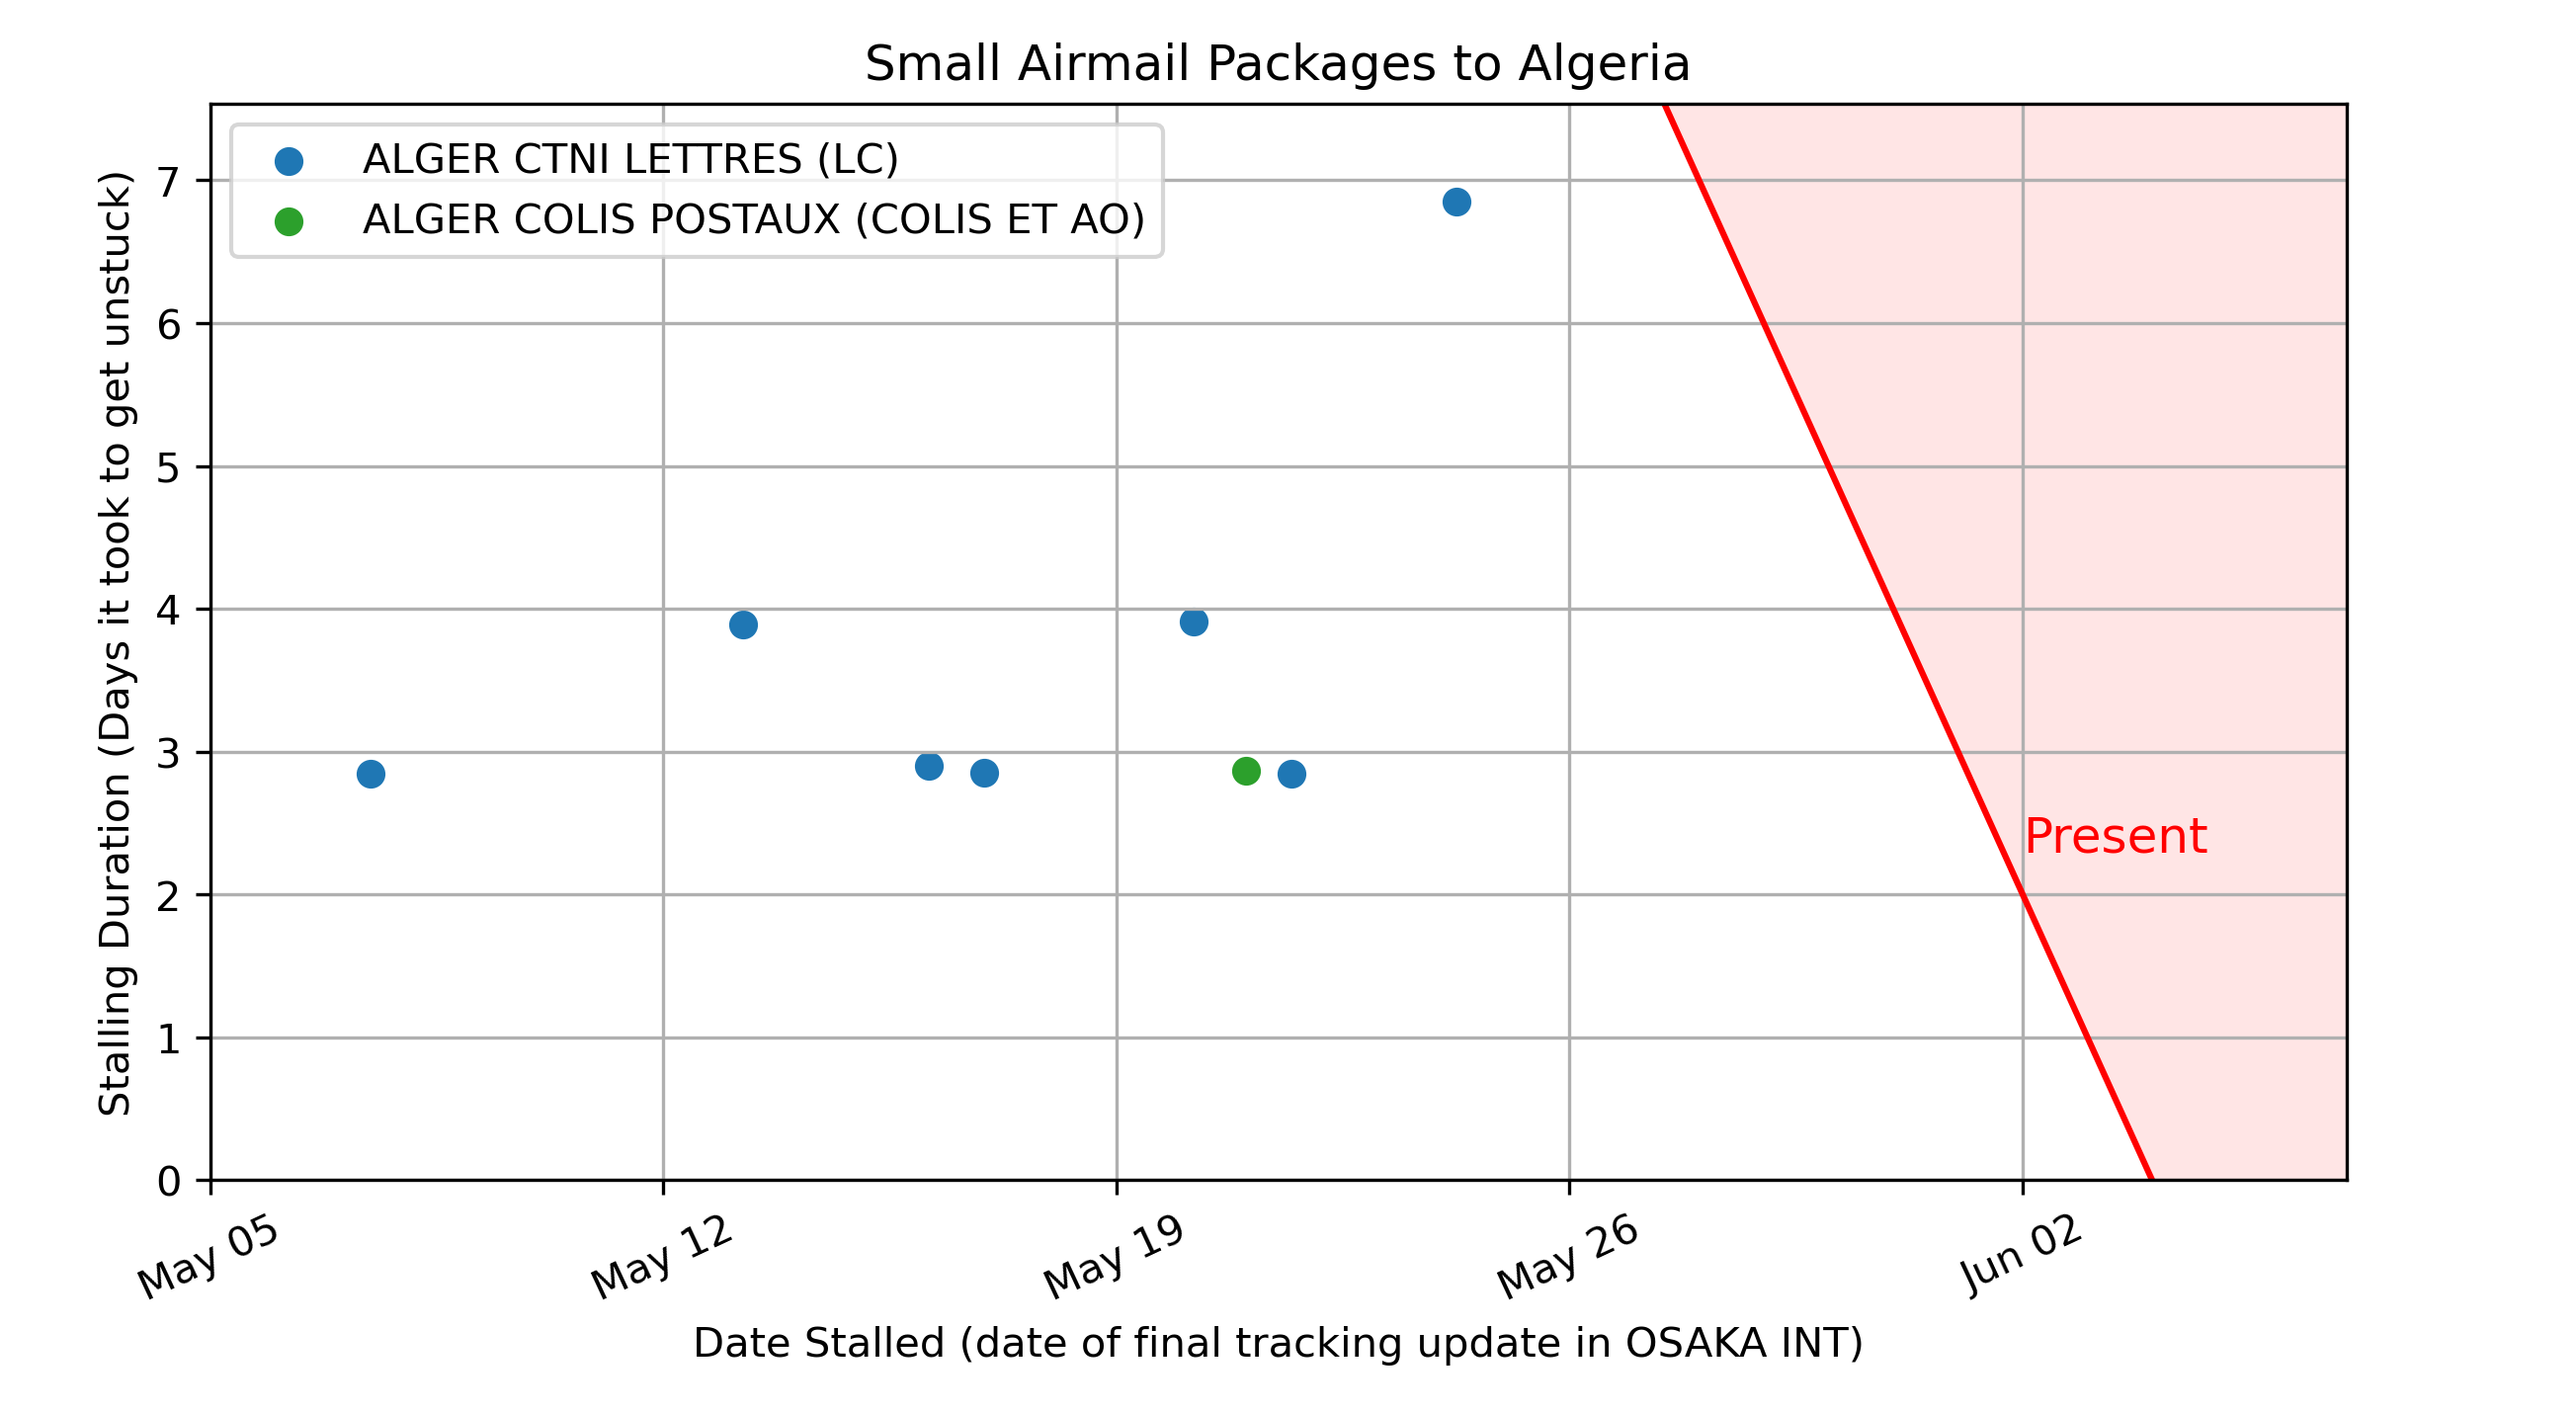 Small Airmail Packages to Algeria
ALGER CTNI LETTRES (LC)
ALGER COLIS POSTAUX (COLIS ET AO)
Stalling Duration (Days it took to get unstuck)
7
6
5
4
3
2
1
0
Present
May 05
May 12
May 19
May 26
Jun 02
Date Stalled (date of final tracking update in OSAKA INT)